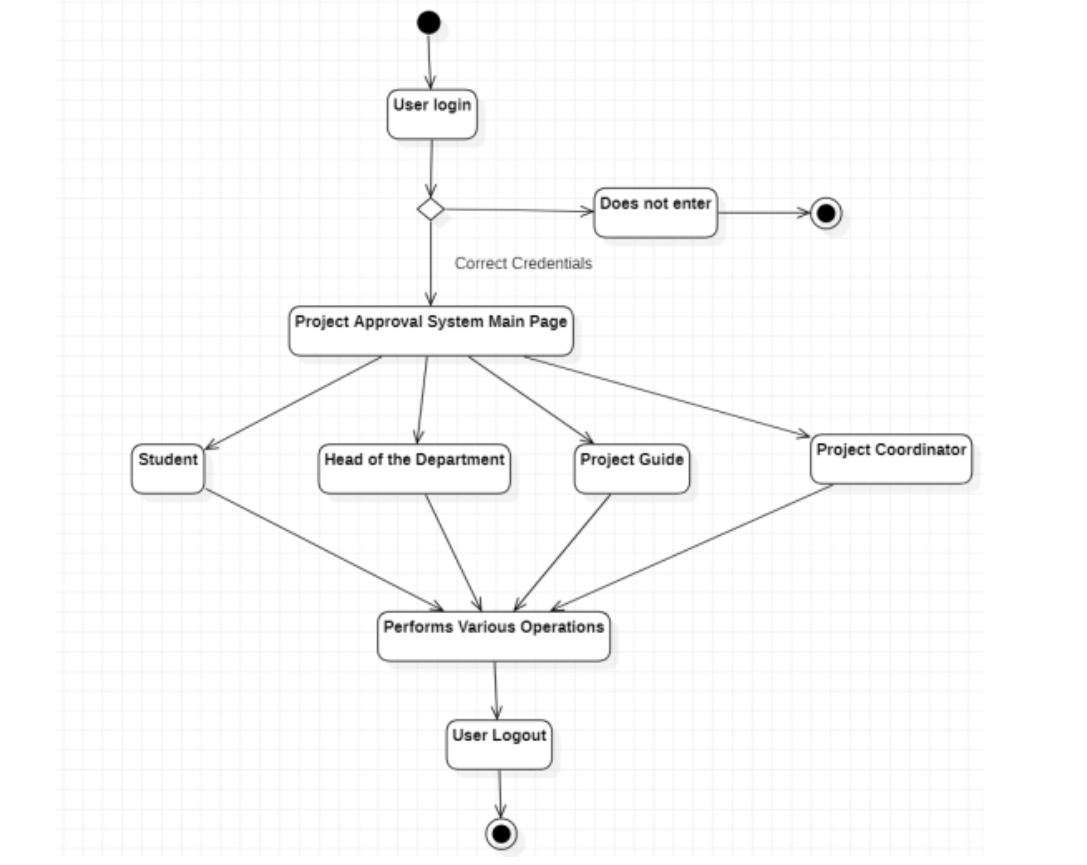 User login
Does not enter
Correct Credentials
Project Approval System Main Page
Student
Head of the Department
Project Guide
Project Coordinator
Performs Various Operations
User Logout